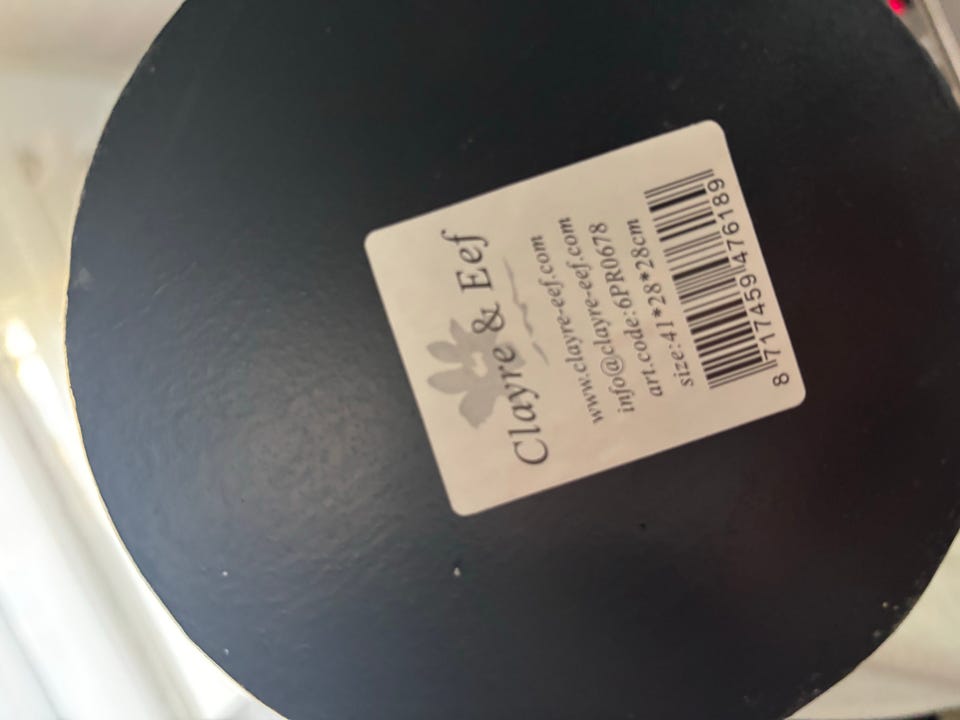 Clayre & Eef
www.clayre-eef.com
info@clayre-eef.com
art.code:6PR0678
size:41*28*28cm
8 717459 476189